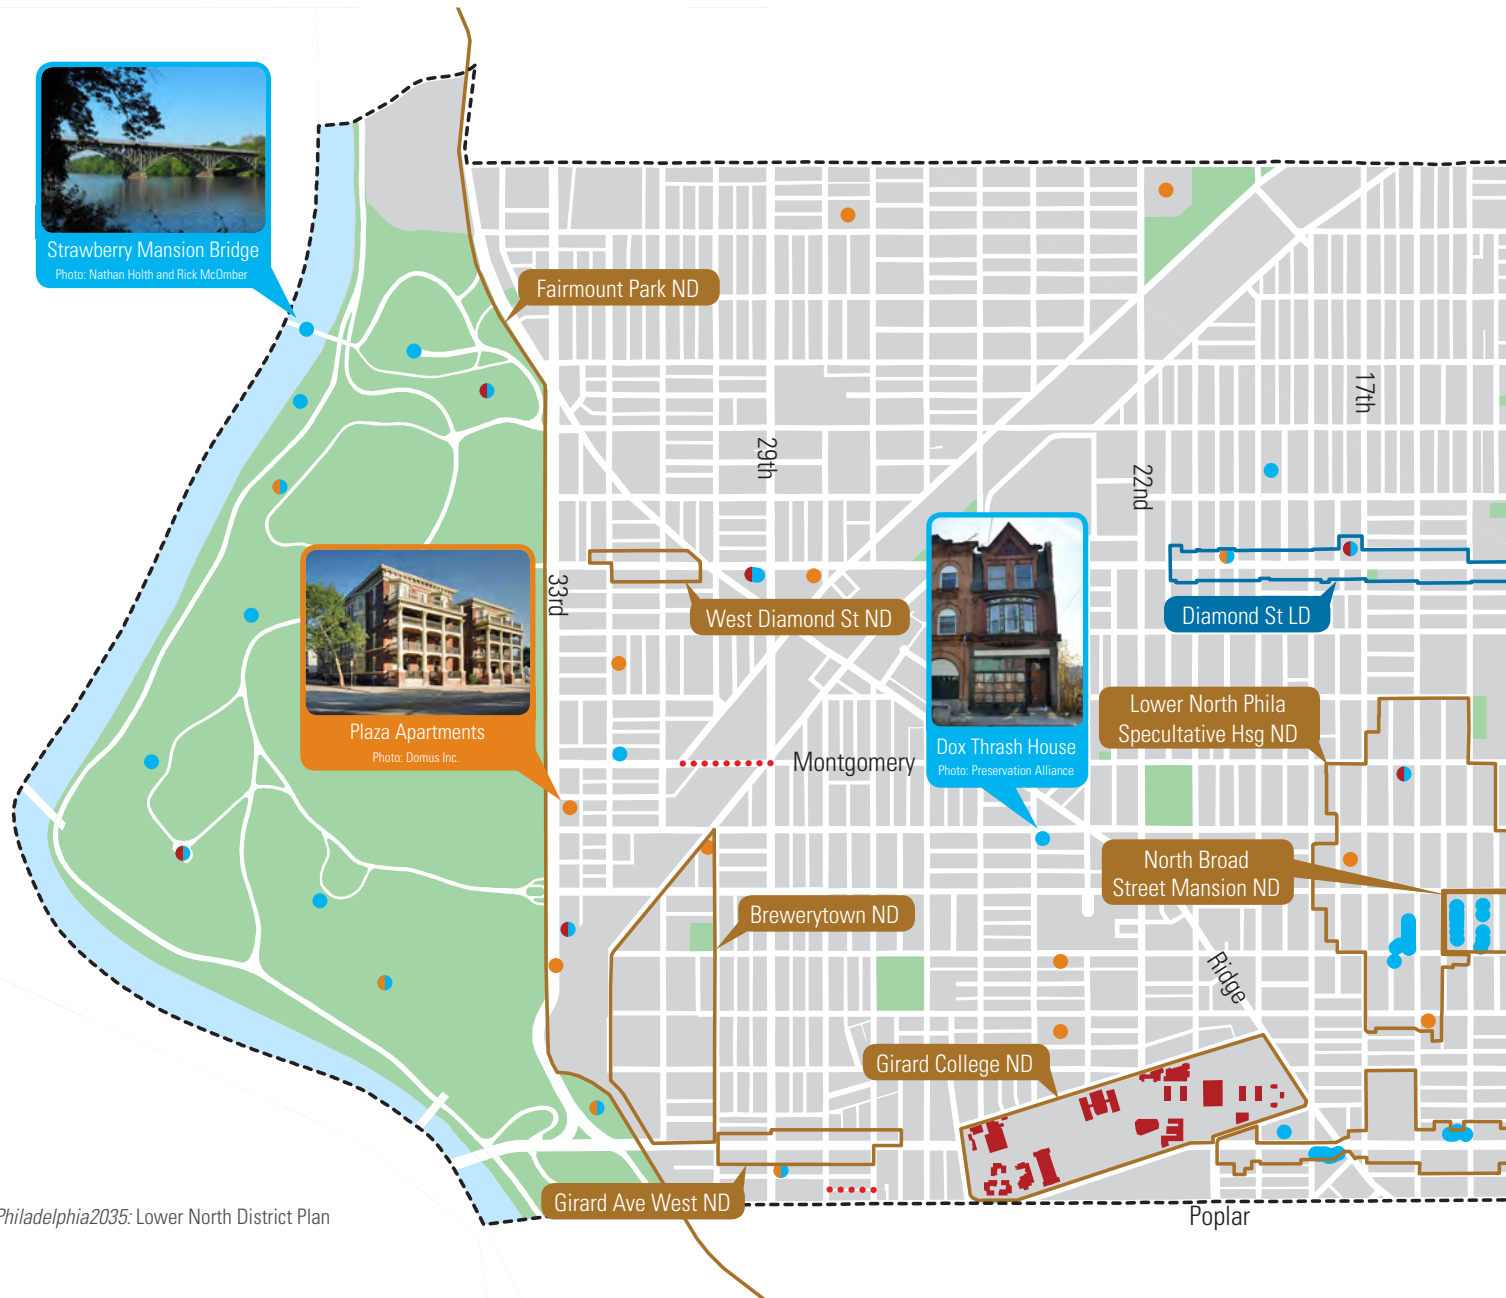 Strawberry Mansion Bridge
Photo: Nathan Holth and Rick McOmber
Fairmount Park ND
17th
29th
22nd
33rd
West Diamond St ND
Diamond St LD
Plaza Apartments
Photo: Domus Inc.
Lower North Phila
Specultative Hsg ND
Dox Thrash House
Photo: Preservation Alliance
Montgomery
North Broad
Street Mansion ND
Brewerytown ND
Ridge
Girard College ND
Girard Ave West ND
Philadelphia2035: Lower North District Plan
Poplar